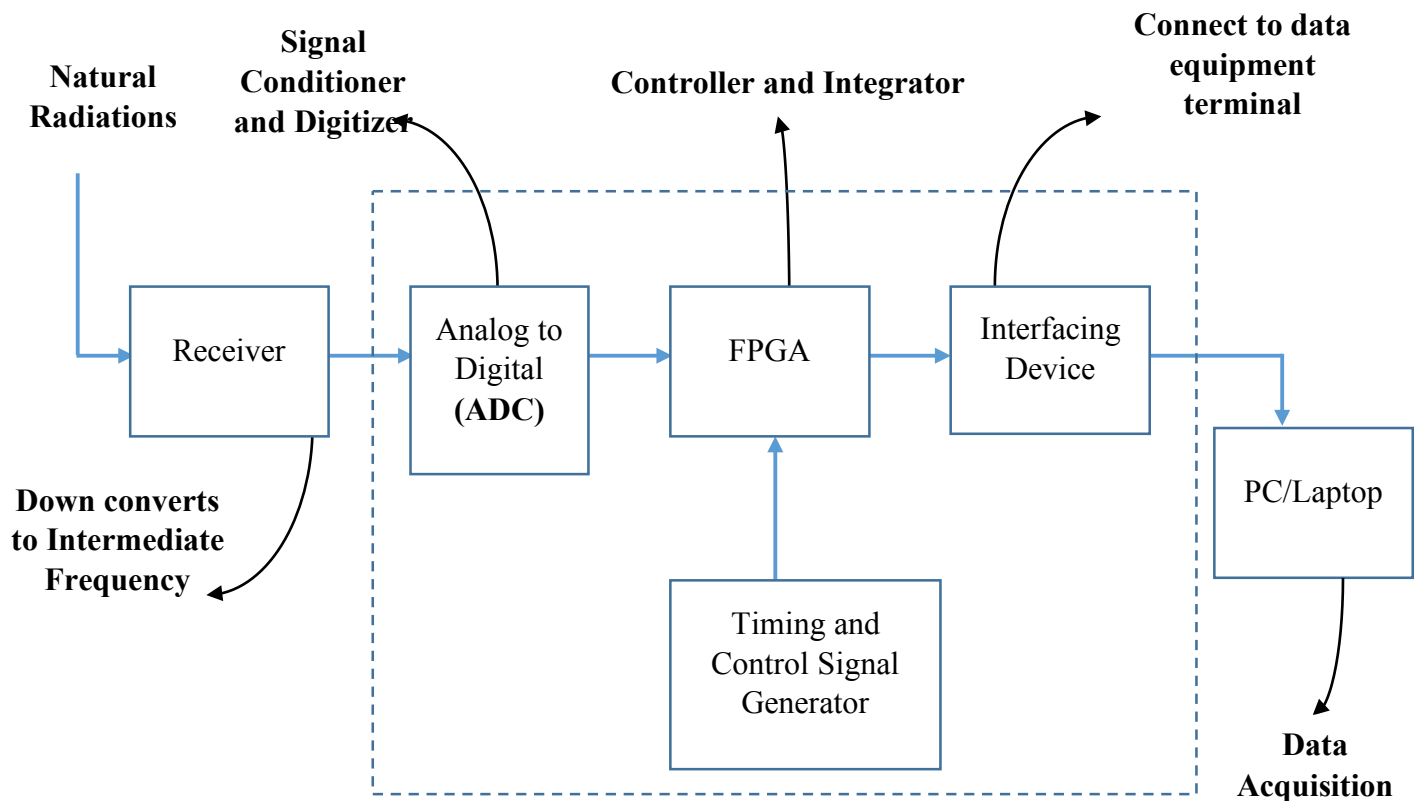 Natural
Radiations
Signal
Conditioner
and Digitizer
Controller and Integrator
Connect to data
equipment
terminal
Receiver
Analog to
Digital
(ADC)
FPGA
Interfacing
Device
PC/Laptop
Down converts
to Intermediate
Frequency
Timing and
Control Signal
Generator
Data
Acquisition